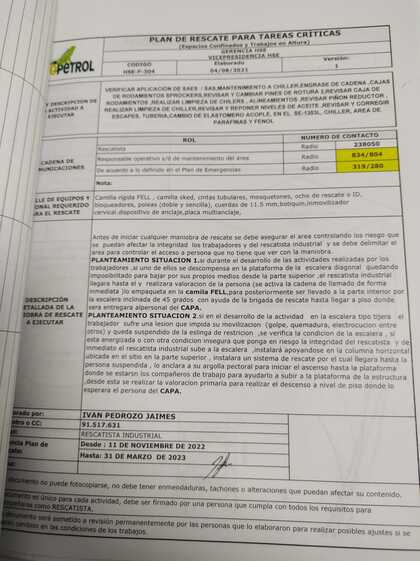 ePETROL
PLAN DE RESCATE PARA TAREAS CRÍTICAS
(Espacios Confinados y Trabajos en Altura)
GERENCIA HSE
VICEPRESIDENCIA HSE
CODIGO
HSE-F-304
Elaborado
04/08/2021
Versión:
1
Y DESCRIPCION DE
ACTIVIDAD A
EJECUTAR
VERIFICAR APLICACIÓN DE SAES : SAS,MANTENIMIENTO A CHILLER,ENGRASE DE CADENA ,CAJAS
DE RODAMIENTOS SPROCKERS,REVISAR Y CAMBIAR PINES DE ROTURA ),REVISAR CAJA DE
RODAMIENTOS ,REALIZAR LIMPIEZA DE CHILERS , ALINEAMIENTOS ,REVISAR PIÑON REDUCTOR ,
REALIZAR LIMPIEZA DE CHILLER,REVISAR Y REPONER NIVELES DE ACEITE ,REVISAR Y CORREGIR
ESCAPES, TUBERIA,CAMBIO DE ELASTOMERO ACOPLE, EN EL CHILLER, AREA DE
PARAFINAS Y FENOL
CADENA DE
MUNICACIONES
ROL
NUMERO DE CONTACTO
Rescatista
Radio
238050
Responsable operativo y/o de mantenimiento del área
Radio
834/804
De acuerdo a lo definido en el Plan de Emergencias
Radio
319/280
Nota:
LLE DE EQUIPOS Y
ONAL REQUERIDO
ARA EL RESCATE
Camilla rígida FELL , camilla sked, cintas tubulares, mosquetones, ocho de rescate o ID,
bloqueadores, poleas (doble y sencilla), cuerdas de 11.5 mm,botiquin,inmovilizador
cervical.dispositivo de anclaje,placa multianclaje,
DESCRIPCIÓN
TALLADA DE LA
OBRA DE RESCATE
A EJECUTAR
Antes de iniciar cualquier maniobra de rescate se debe asegurar el area controlando los riesgos que
se puedan afectar la integridad los trabajadores y del rescatista industrial y se debe delimitar el
area para controlar el acceso a persona que no tiene que ver con la maniobra.
PLANTEAMIENTO SITUACION 1.si durante el desarrollo de las actividades realizadas por los
trabajadores ,si uno de ellos se descompensa en la plataforma de la escalera diagonal quedando
imposibilitado para bajar por sus propios medios desde la parte superior ,el rescatista industrial
llegara hasta el y realizara valoracion de la persona ,se activa la cadena de llamado de forma
inmediata ,lo empaqueta en la camilla FELL para posteriormente ser llevado a la parte interior por
la escalera inclinada de 45 grados con ayuda de la brigada de rescate hasta llegar a piso donde
sera entregara alpersonal del CAPA.
PLANTEAMIENTO SITUACION 2.si en el desarrollo de la actividad en la escalera tipo tijera el
trabajador sufre una lesion que impida su movilizacion (golpe, quemadura, electrocucion entre
otros) y queda suspendido de la eslinga de restricion ,se verifica la condicion de la escalera , si
esta energizada o con otra condicion insegura que ponga en riesgo la integridad del rescatista y de
inmediato el rescatista industrial sube a la escalera ,instalará apoyandose en la columna horizontal
ubicada en el sitio en la parte superior , instalara un sistema de rescate por el cual llegara hasta la
persona suspendida , lo anclara a su argolla pectoral para iniciar el ascenso hasta la plataforma
donde se estaran los compañeros de trabajo para ayudarlo a subir a la plataforma de la estructura
,desde esta se realizar la valoracion primaria para realizar el descenso a nivel de piso donde lo
esperara el persona del CAPA.
orado por:
IVAN PEDROZO JAIMES
stro o CC:
91.517.631
RESCATISTA INDUSTRIAL
encia Plan de
scate:
Desde : 11 DE NOVIEMBRE DE 2022
Hasta: 31 DE MARZO DE 2023
documento no puede fotocopiarse, no debe tener enmendaduras, tachones o alteraciones que puedan afectar su contenido.
ocumento es único para cada actividad, debe ser firmado por una persona que cumpla con todos los requisitos para
como RESCATISTA.
documento será sometido a revisión permanentemente por las personas que lo elaboraron para realizar posibles ajustes si se
cambios en las condiciones de los trabajos.